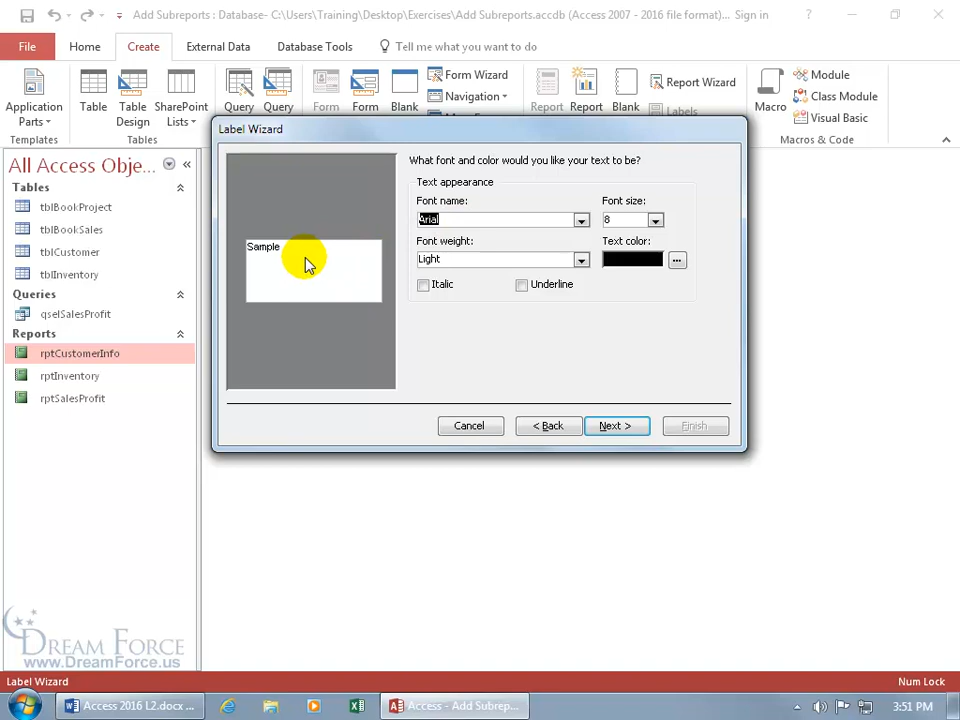 Add Subreports : Database- C:\Users\Training\Desktop\Exercises\Add Subreports.accdb (Access 2007 - 2016 file format)... Sign in
File Home Create External Data Database Tools Tell me what you want to do
Application Parts Table Table Design SharePoint Lists Query Query Form Form Blank Form Wizard Navigation Report Report Blank Report Wizard Labels Macro Module Class Module Visual Basic
Templates Tables Macros & Code
Label Wizard
All Access Obje...
Tables
tblBookProject
tblBookSales
tblCustomer
tblInventory
Queries
qselSalesProfit
Reports
rptCustomerInfo
rptInventory
rptSalesProfit
What font and color would you like your text to be?
Text appearance
Font name: Font size:
Arial 8
Sample
Font weight: Text color:
Light ...
Italic Underline
Cancel < Back Next > Finish
DREAM FORCE
www.DreamForce.us
Label Wizard Num Lock
Access 2016 L2.docx ... Access - Add Subrep... 3:51 PM